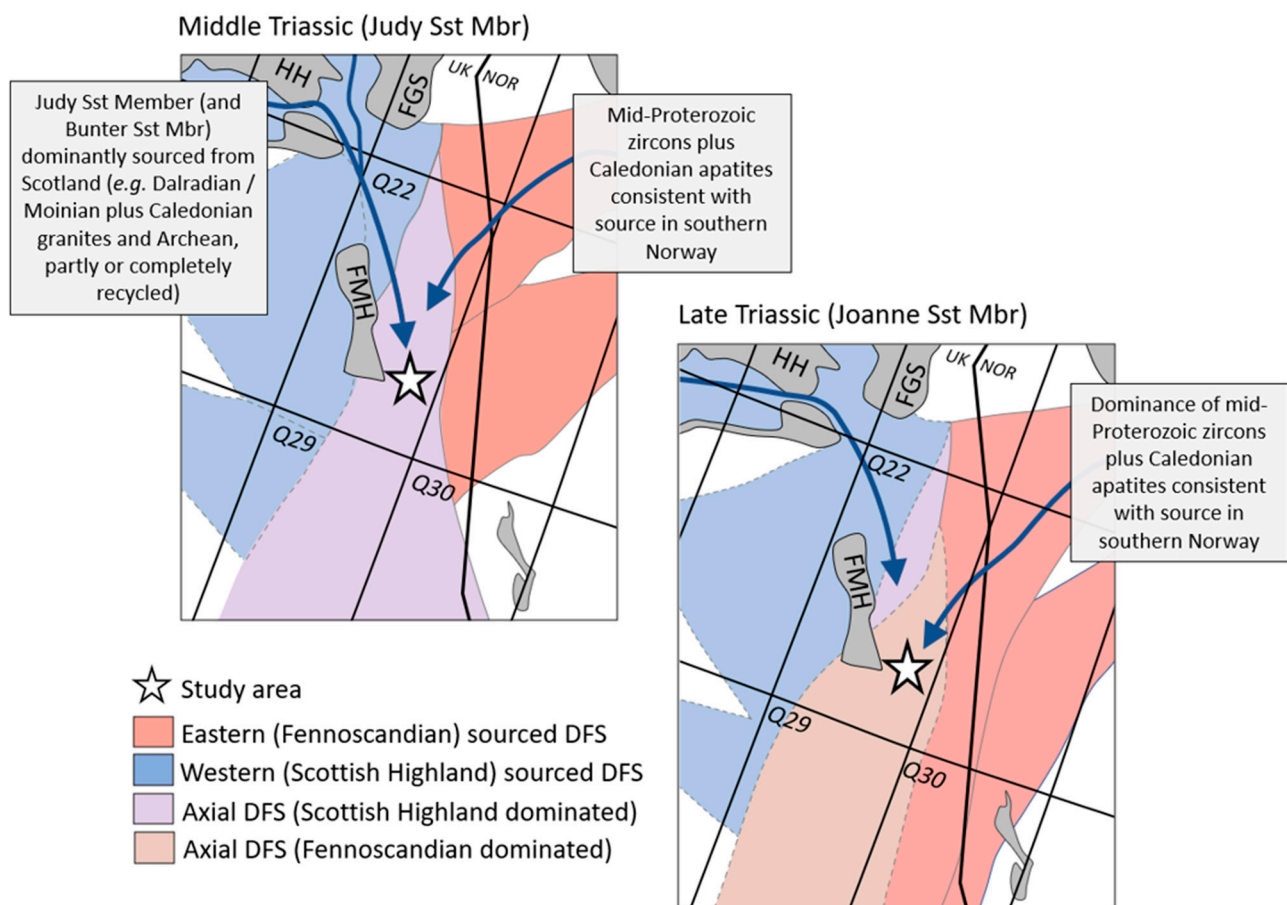 Middle Triassic (Judy Sst Mbr)
HH
FGS
UK
NOR
Judy Sst Member (and
Bunter Sst Mbr)
dominantly sourced from
Scotland (e.g. Dalradian /
Moinian plus Caledonian
granites and Archean,
partly or completely
recycled)
Mid-Proterozoic
zircons plus
Caledonian apatites
consistent with
source in southern
Norway
Q22
FMH
Q29
Q30
Late Triassic (Joanne Sst Mbr)
HH
FGS
UK
NOR
Dominance of mid-
Proterozoic zircons
plus Caledonian
apatites consistent
with source in
southern Norway
Q22
FMH
Q29
Q30
Study area
Eastern (Fennoscandian) sourced DFS
Western (Scottish Highland) sourced DFS
Axial DFS (Scottish Highland dominated)
Axial DFS (Fennoscandian dominated)